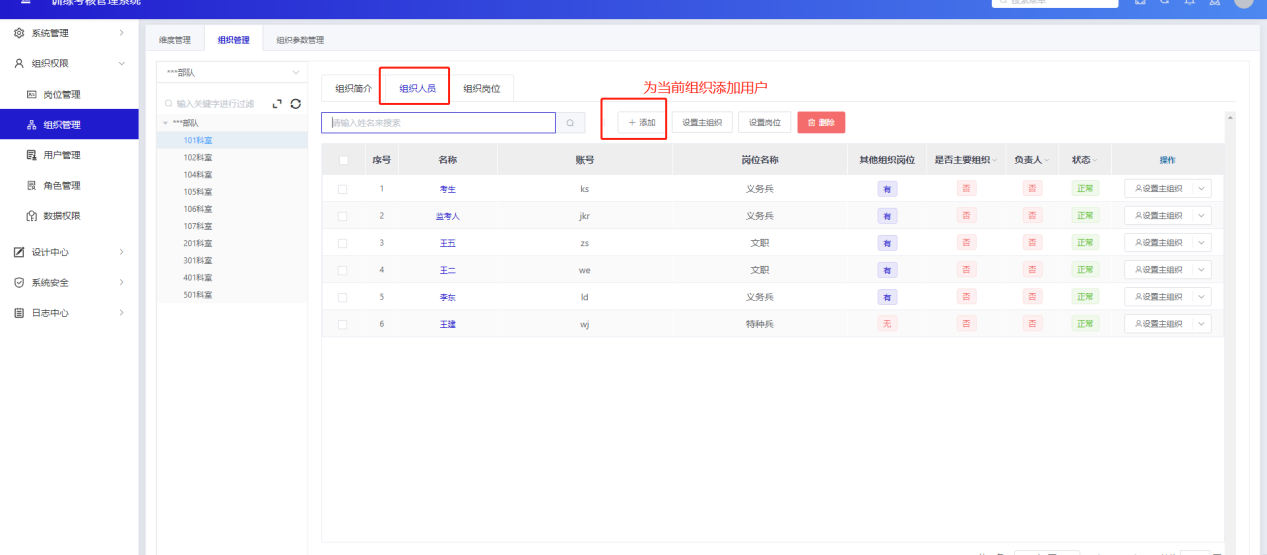 训练考核管理系统
搜索菜单
系统管理
组织权限
岗位管理
组织管理
用户管理
角色管理
数据权限
设计中心
系统安全
日志中心
维度管理 组织管理 组织参数管理
***部队
输入关键字进行过滤
***部队
101科室
102科室
104科室
105科室
106科室
107科室
201科室
301科室
401科室
501科室
组织简介 组织人员 组织岗位
为当前组织添加用户
请输入姓名来搜索 + 添加 设置主组织 设置岗位 删除
序号 名称 账号 岗位名称 其他组织岗位 是否主要组织 负责人 状态 操作
1 考生 ks 义务兵 有 否 否 正常 设置主组织
2 监考人 jkr 义务兵 有 否 否 正常 设置主组织
3 王五 zs 文职 有 否 否 正常 设置主组织
4 王二 we 文职 有 否 否 正常 设置主组织
5 李东 ld 义务兵 有 否 否 正常 设置主组织
6 王建 wj 特种兵 无 否 否 正常 设置主组织